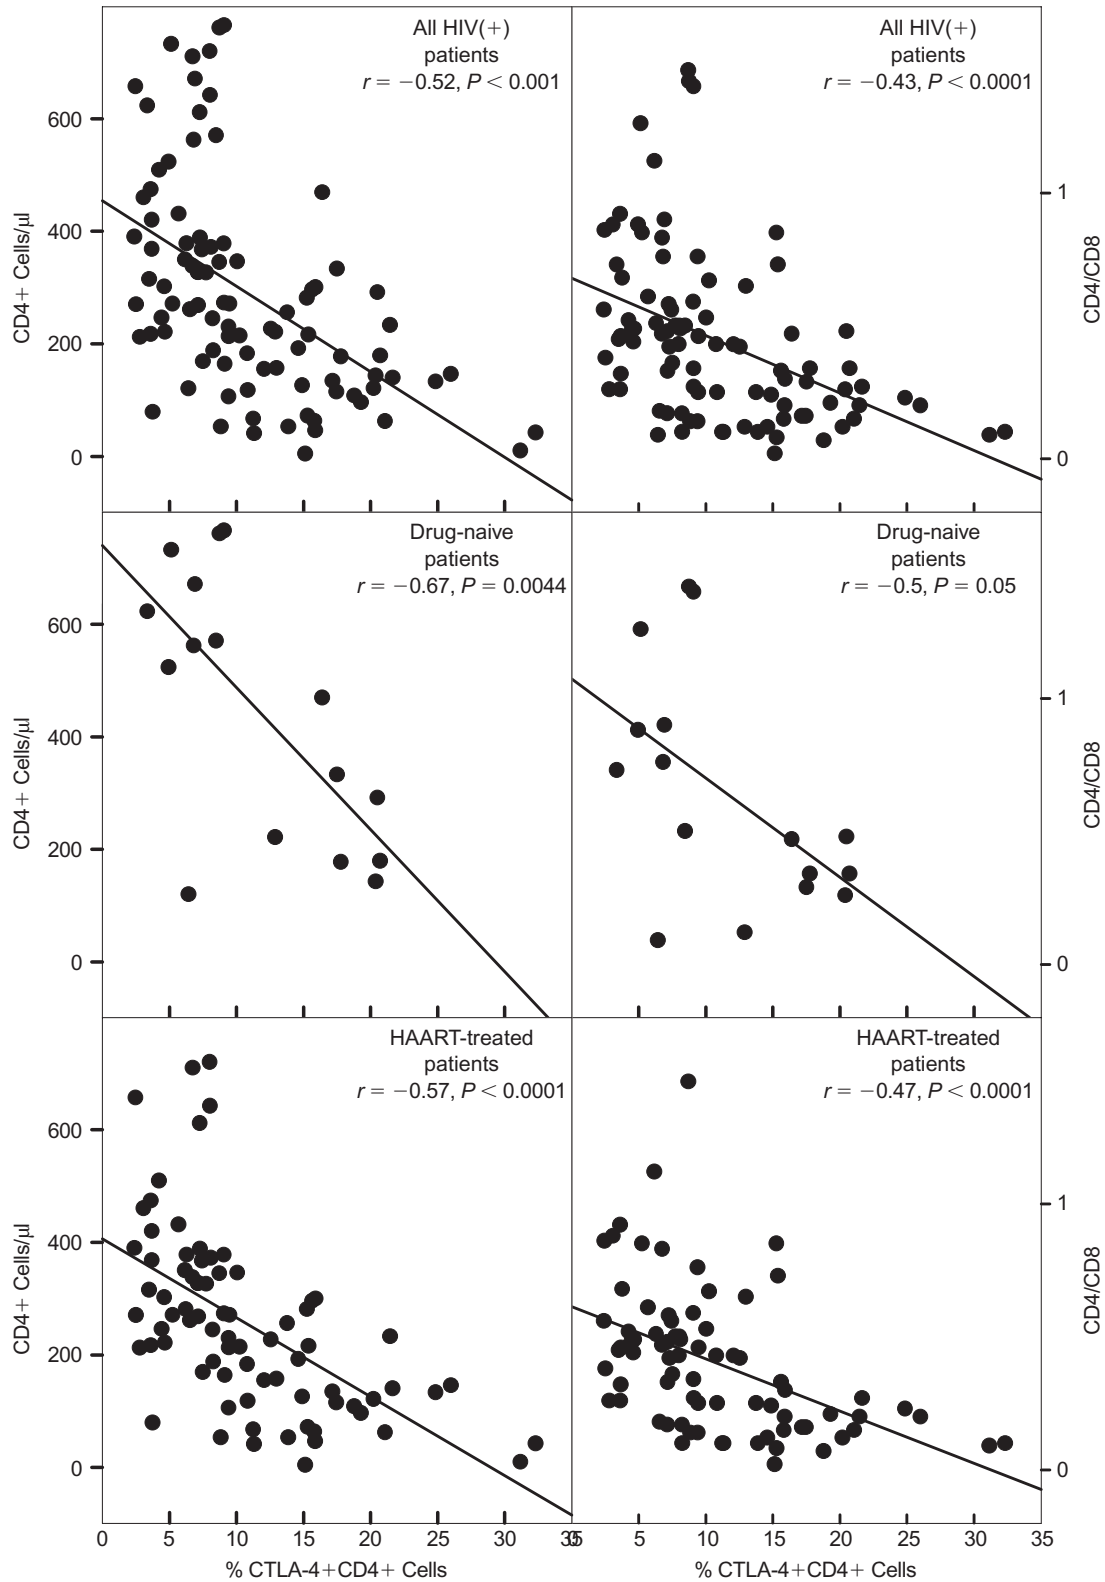 All HIV(+)
patients
r = −0.52, P < 0.001
All HIV(+)
patients
r = −0.43, P < 0.0001
CD4+ Cells/μl
600
400
200
0
1
0
CD4/CD8
Drug-naive
patients
r = −0.67, P = 0.0044
Drug-naive
patients
r = −0.5, P = 0.05
CD4+ Cells/μl
600
400
200
0
1
0
CD4/CD8
HAART-treated
patients
r = −0.57, P < 0.0001
HAART-treated
patients
r = −0.47, P < 0.0001
CD4+ Cells/μl
600
400
200
0
1
0
CD4/CD8
0 5 10 15 20 25 30 35
0 5 10 15 20 25 30 35
% CTLA-4+CD4+ Cells
% CTLA-4+CD4+ Cells